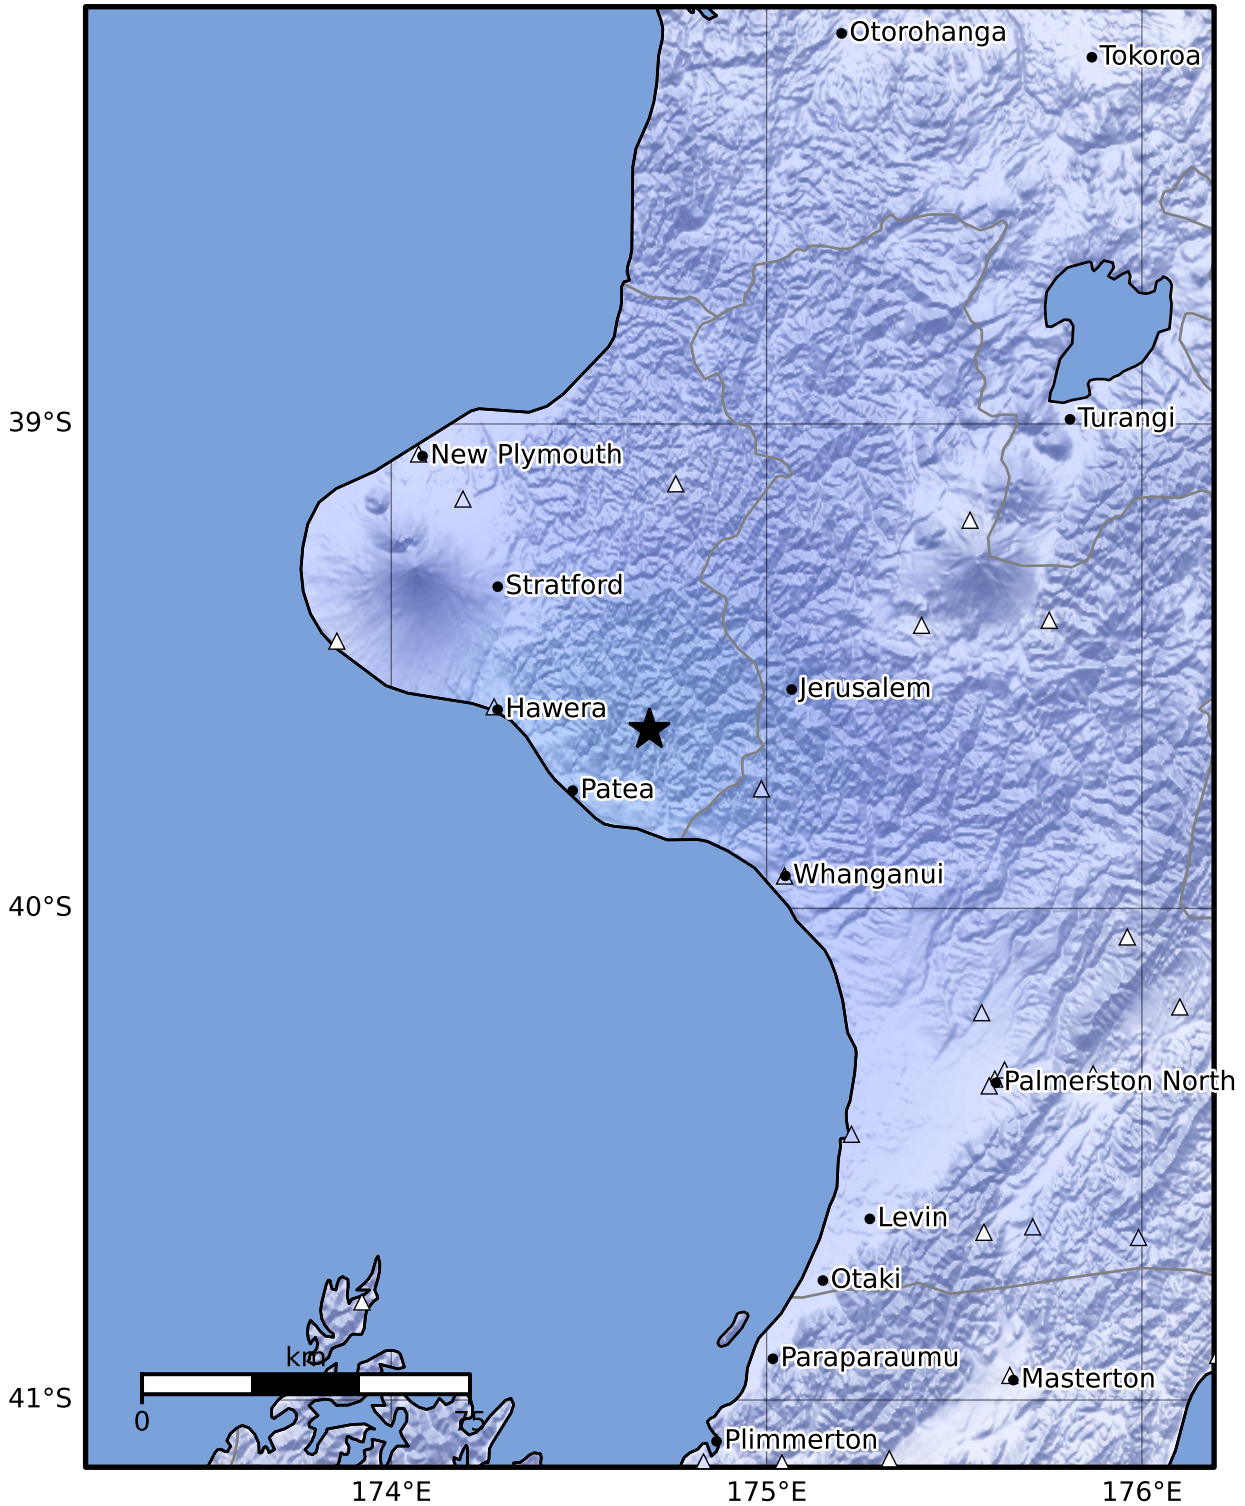 Otorohanga
Tokoroa
39°S
Turangi
New Plymouth
Stratford
Jerusalem
Hawera
Patea
Whanganui
40°S
Palmerston North
Levin
Otaki
km
Paraparaumu
Masterton
41°S
0
75
Plimmerton
174°E
175°E
176°E